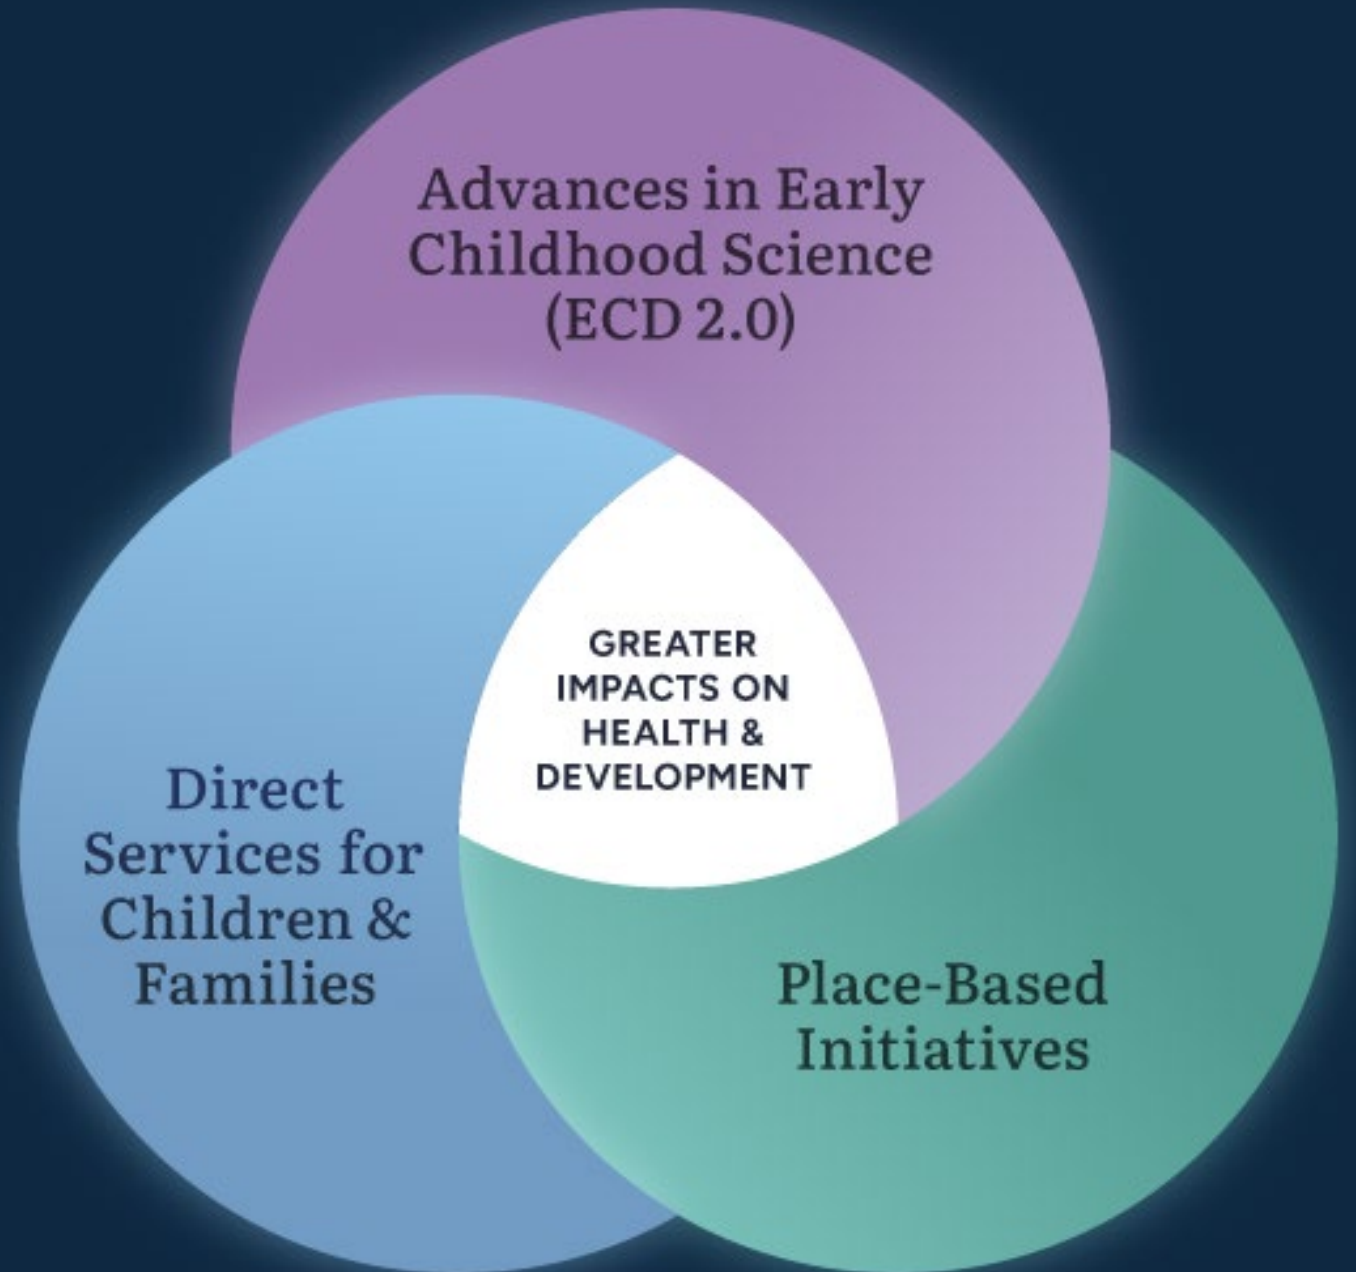 Advances in Early
Childhood Science
(ECD 2.0)
GREATER
IMPACTS ON
HEALTH &
DEVELOPMENT
Direct
Services for
Children &
Families
Place-Based
Initiatives